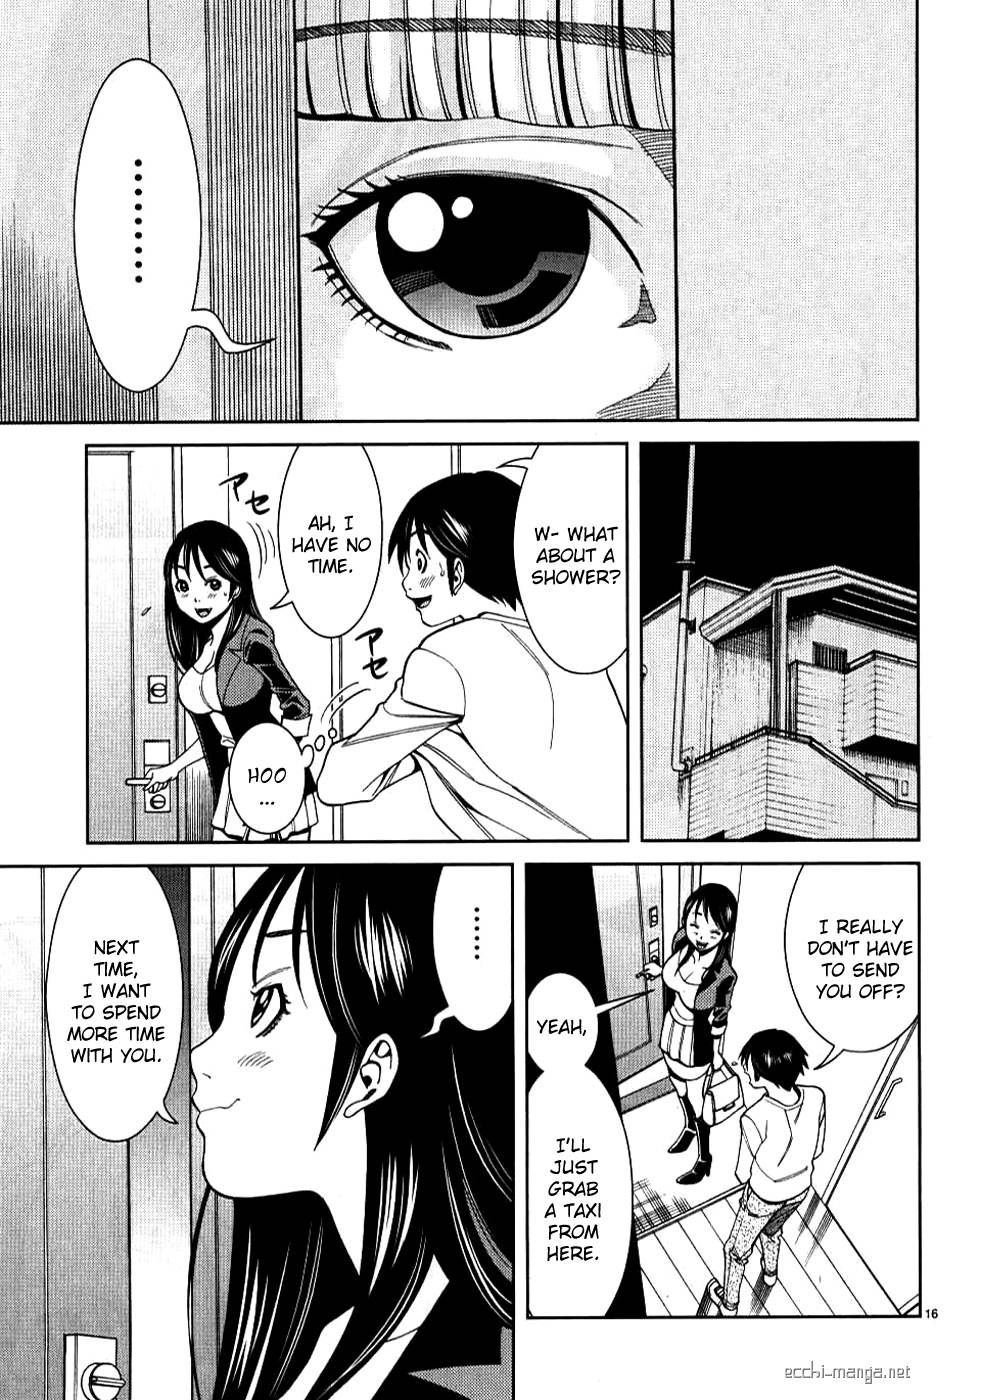 .........
W- WHAT
ABOUT A
SHOWER?
アセ
AH, I
HAVE NO
TIME.
アセ
HOO
...
I REALLY
DON'T HAVE
TO SEND
YOU OFF?
YEAH,
I'LL
JUST
GRAB
A TAXI
FROM
HERE.
......
NEXT
TIME,
I WANT
TO SPEND
MORE TIME
WITH YOU.
16
ecchi-manga.net